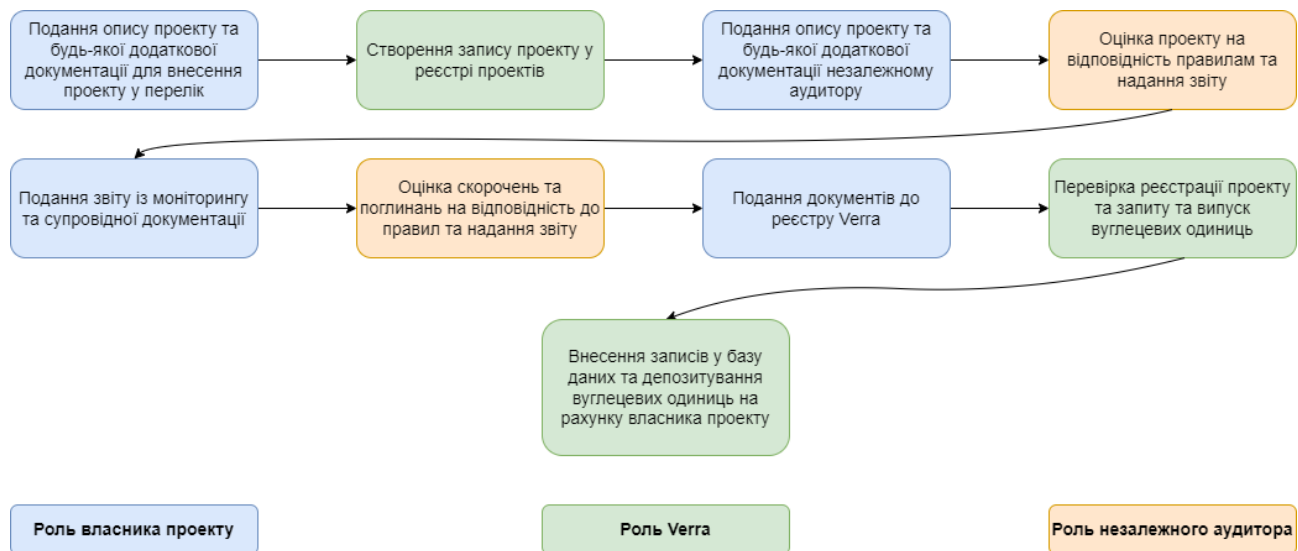 Подання опису проекту та
будь-якої додаткової
документації для внесення
проекту у перелік
Створення запису проекту у
реєстрі проектів
Подання опису проекту та
будь-якої додаткової
документації незалежному
аудитору
Оцінка проекту на
відповідність правилам та
надання звіту
Подання звіту із моніторингу
та супровідної документації
Оцінка скорочень та
поглинань на відповідність до
правил та надання звіту
Подання документів до
реєстру Verra
Перевірка реєстрації проекту
та запиту та випуск
вуглецевих одиниць
Внесення записів у базу
даних та депозитування
вуглецевих одиниць на
рахунку власника проекту
Роль власника проекту
Роль Verra
Роль незалежного аудитора